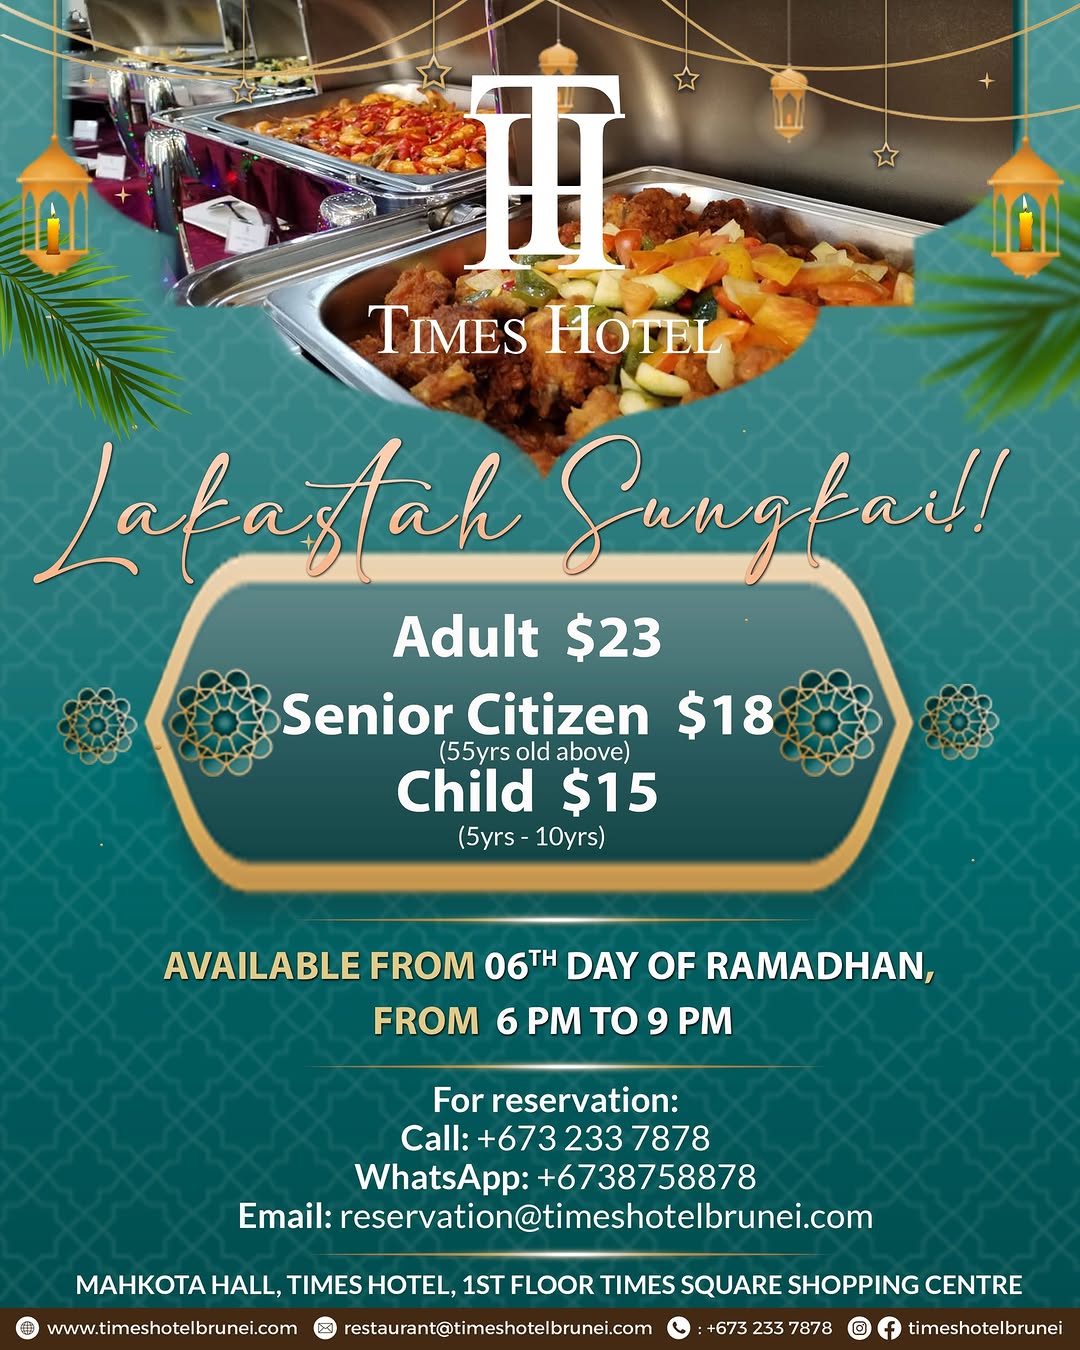 TH
TIMES HOTEL
Lakastah Sungkai!!
Adult $23
Senior Citizen $18
(55yrs old above)
Child $15
(5yrs - 10yrs)
AVAILABLE FROM 06TH DAY OF RAMADHAN,
FROM 6 PM TO 9 PM
For reservation:
Call: +673 233 7878
WhatsApp: +6738758878
Email: reservation@timeshotelbrunei.com
MAHKOTA HALL, TIMES HOTEL, 1ST FLOOR TIMES SQUARE SHOPPING CENTRE
www.timeshotelbrunei.com restaurant@timeshotelbrunei.com : +673 233 7878 timeshotelbrunei